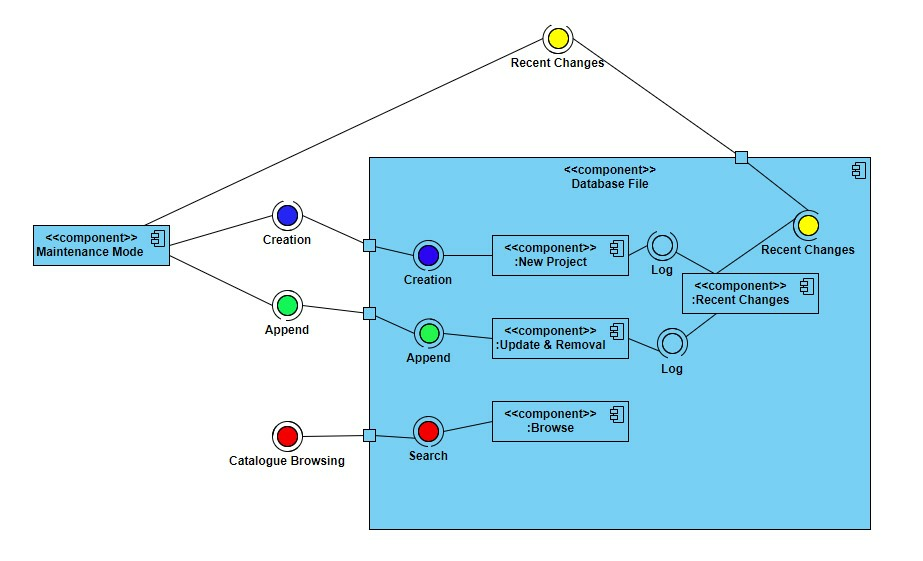 Recent Changes
<<component>>
Database File
<<component>>
Maintenance Mode
Creation
Creation
<<component>>
:New Project
Log
Recent Changes
<<component>>
:Recent Changes
Append
Append
<<component>>
:Update & Removal
Log
Catalogue Browsing
Search
<<component>>
:Browse